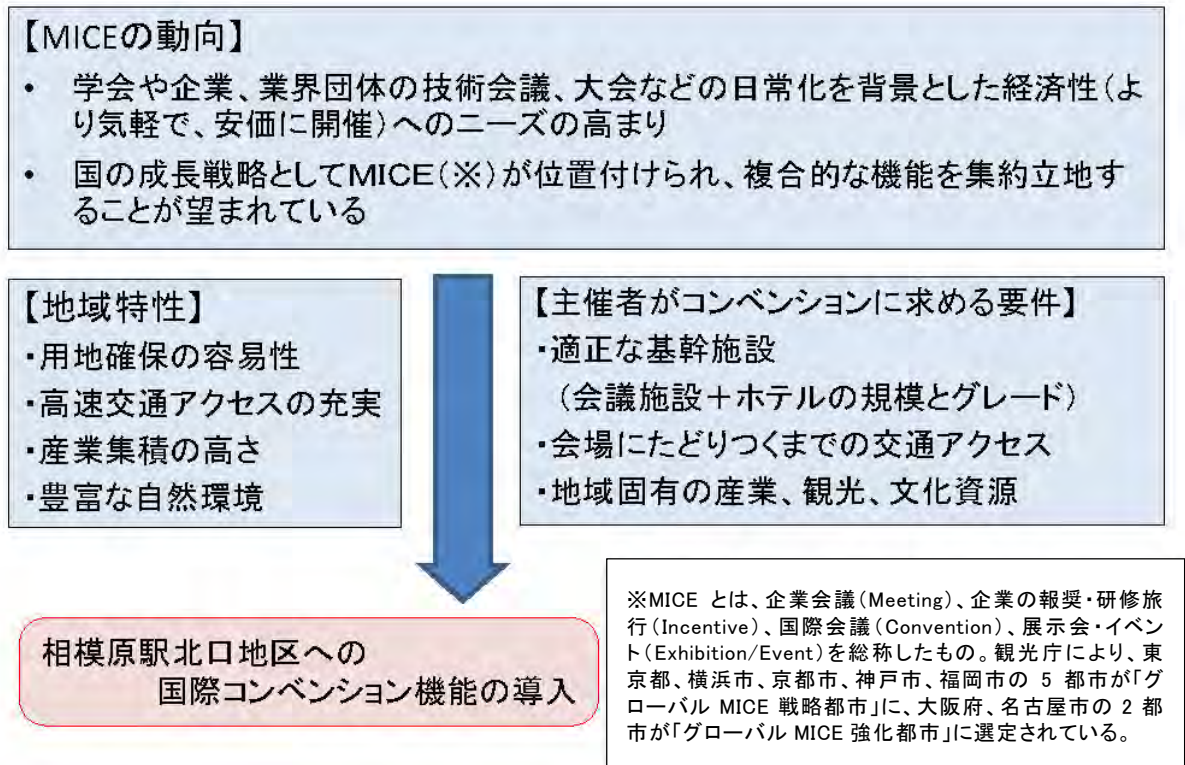 【MICEの動向】
• 学会や企業、業界団体の技術会議、大会などの日常化を背景とした経済性（よ
り気軽で、安価に開催）へのニーズの高まり
• 国の成長戦略としてMICE（※）が位置付けられ、複合的な機能を集約立地す
ることが望まれている
【地域特性】
・用地確保の容易性
・高速交通アクセスの充実
・産業集積の高さ
・豊富な自然環境
【主催者がコンベンションに求める要件】
・適正な基幹施設
（会議施設＋ホテルの規模とグレード）
・会場にたどりつくまでの交通アクセス
・地域固有の産業、観光、文化資源
相模原駅北口地区への
国際コンベンション機能の導入
※MICE とは、企業会議（Meeting）、企業の報奨・研修旅
行（Incentive）、国際会議（Convention）、展示会・イベン
ト（Exhibition/Event）を総称したもの。観光庁により、東
京都、横浜市、京都市、神戸市、福岡市の 5 都市が「グ
ローバル MICE 戦略都市」に、大阪府、名古屋市の 2 都
市が「グローバル MICE 強化都市」に選定されている。